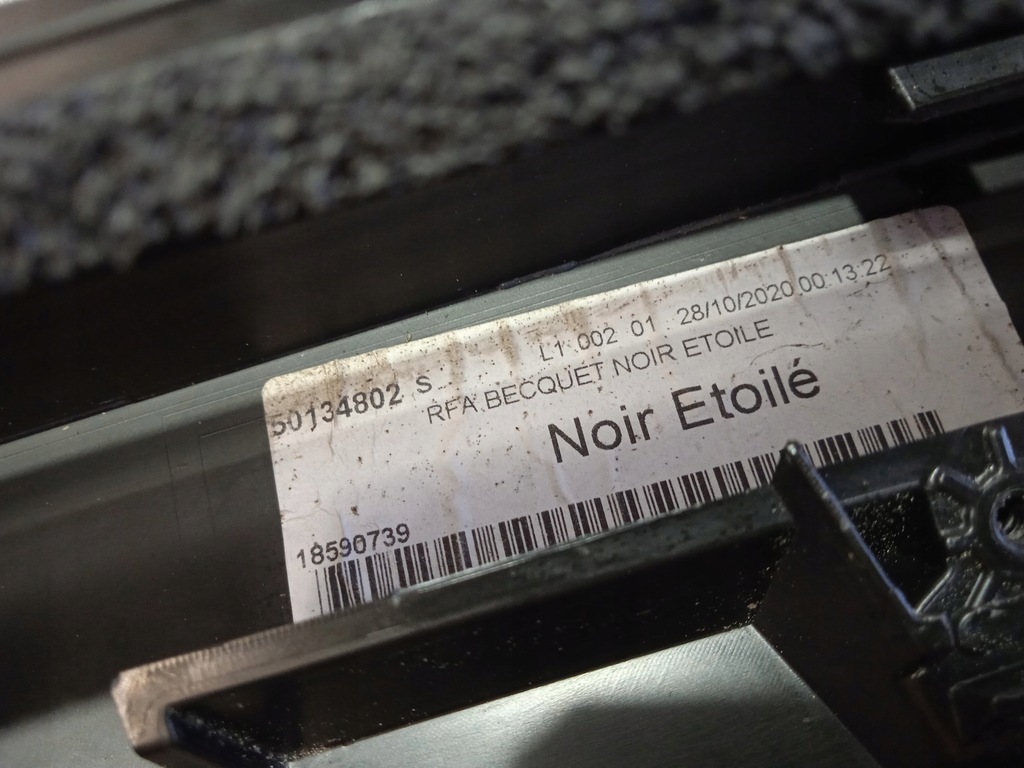 L1 002 01 28/10/2020 00:13:22
50134802 S
RFA BECQUET NOIR ETOILE
Noir Etoilé
18590739